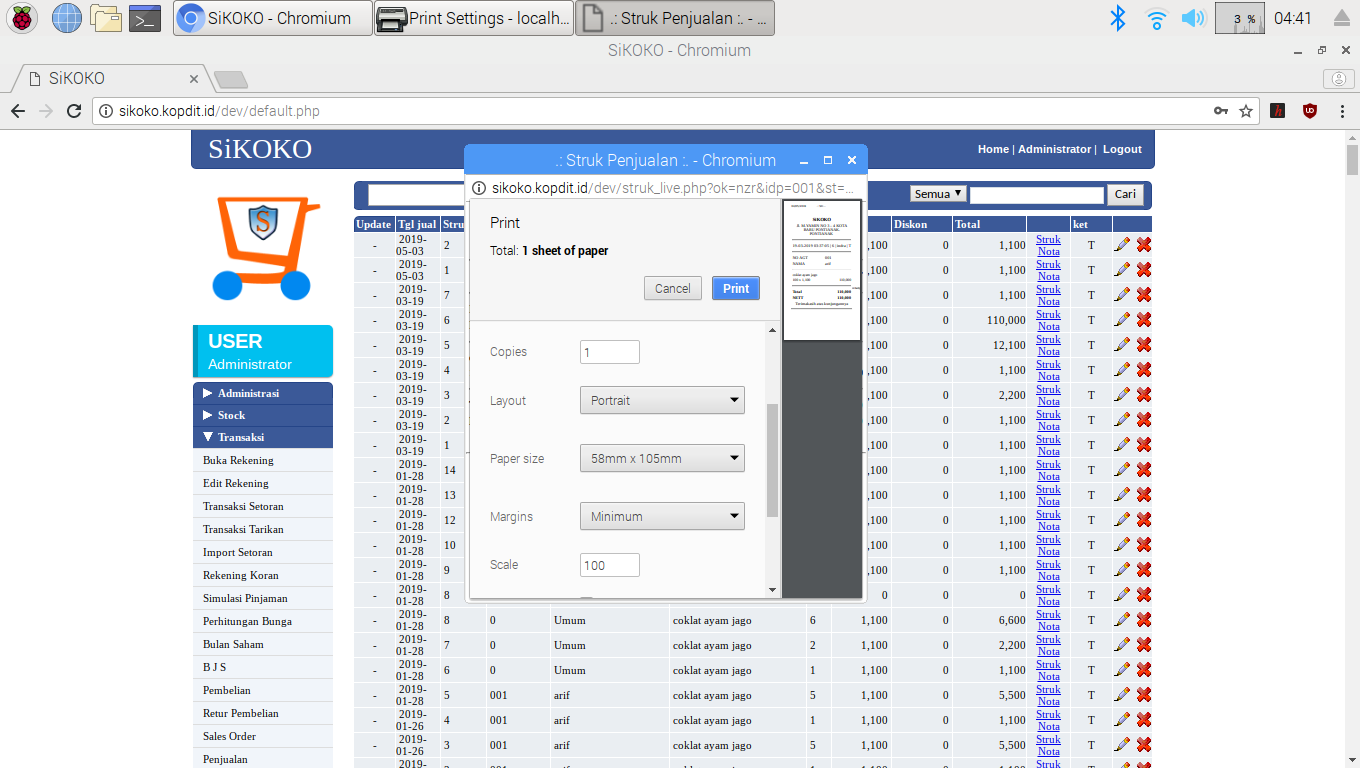 SiKOKO - Chromium
Print Settings - localh...
.: Struk Penjualan :. - ...
3 %
04:41
SiKOKO - Chromium
SiKOKO
sikoko.kopdit.id/dev/default.php
SiKOKO
Home | Administrator | Logout
.: Struk Penjualan :. - Chromium
sikoko.kopdit.id/dev/struk_live.php?ok=nzr&idp=001&st=...
Semua
Cari
Print
Total: 1 sheet of paper
Cancel
Print
Copies
1
Layout
Portrait
Paper size
58mm x 105mm
Margins
Minimum
Scale
100
SKOKO
USER
Administrator
Administrasi
Stock
Transaksi
Buka Rekening
Edit Rekening
Transaksi Setoran
Transaksi Tarikan
Import Setoran
Rekening Koran
Simulasi Pinjaman
Perhitungan Bunga
Bulan Saham
B J S
Pembelian
Retur Pembelian
Sales Order
Penjualan
Update Tgl jual Stru Diskon Total ket
- 2019-05-03 2 ,100 0 1,100 Struk Nota T
- 2019-05-03 1 ,100 0 1,100 Struk Nota T
- 2019-03-19 7 ,100 0 1,100 Struk Nota T
- 2019-03-19 6 ,100 0 110,000 Struk Nota T
- 2019-03-19 5 ,100 0 12,100 Struk Nota T
- 2019-03-19 4 ,100 0 1,100 Struk Nota T
- 2019-03-19 3 ,100 0 2,200 Struk Nota T
- 2019-03-19 2 ,100 0 1,100 Struk Nota T
- 2019-03-19 1 ,100 0 1,100 Struk Nota T
- 2019-01-28 14 ,100 0 1,100 Struk Nota T
- 2019-01-28 13 ,100 0 1,100 Struk Nota T
- 2019-01-28 12 ,100 0 1,100 Struk Nota T
- 2019-01-28 10 ,100 0 1,100 Struk Nota T
- 2019-01-28 9 ,100 0 1,100 Struk Nota T
- 2019-01-28 8 0 0 0 Struk Nota T
- 2019-01-28 8 0 Umum coklat ayam jago 6 1,100 0 6,600 Struk Nota T
- 2019-01-28 7 0 Umum coklat ayam jago 2 1,100 0 2,200 Struk Nota T
- 2019-01-28 6 0 Umum coklat ayam jago 1 1,100 0 1,100 Struk Nota T
- 2019-01-28 5 001 arif coklat ayam jago 5 1,100 0 5,500 Struk Nota T
- 2019-01-26 4 001 arif coklat ayam jago 1 1,100 0 1,100 Struk Nota T
- 2019-01-26 3 001 arif coklat ayam jago 5 1,100 0 5,500 Struk Nota T